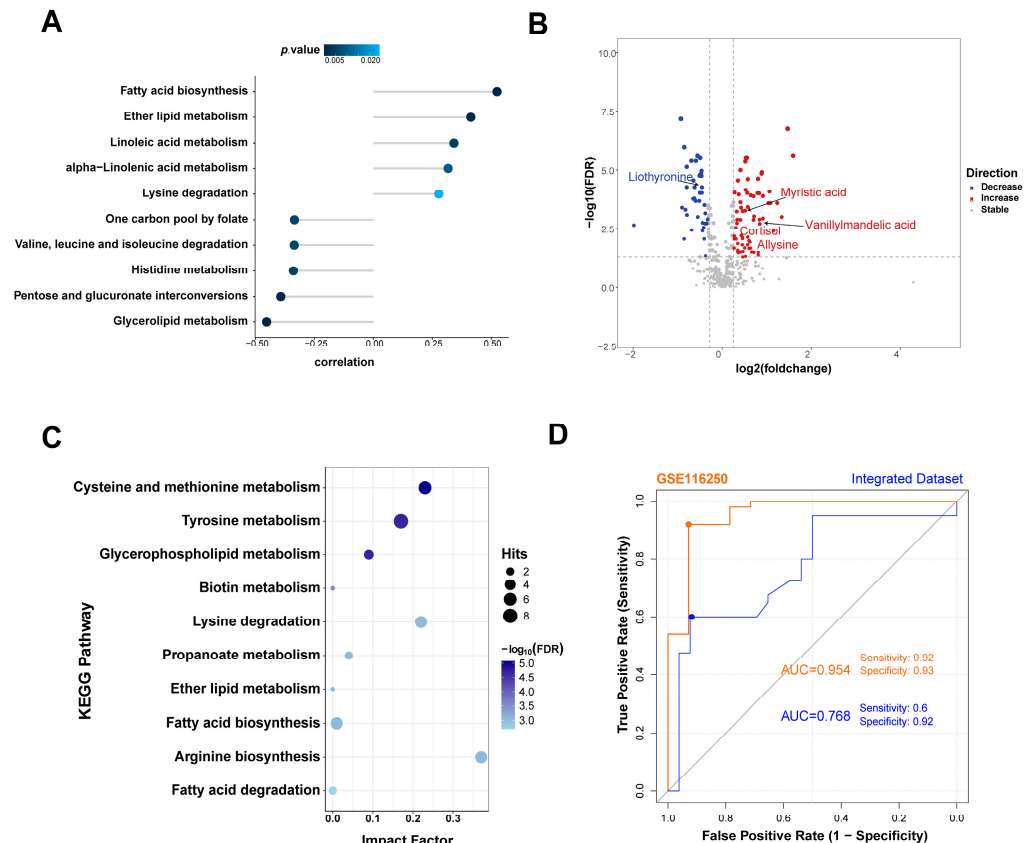 A
p.value
0.005 0.020
Fatty acid biosynthesis
Ether lipid metabolism
Linoleic acid metabolism
alpha−Linolenic acid metabolism
Lysine degradation
One carbon pool by folate
Valine, leucine and isoleucine degradation
Histidine metabolism
Pentose and glucuronate interconversions
Glycerolipid metabolism
−0.50 −0.25 0.00 0.25 0.50
correlation
B
10.0
7.5
5.0
2.5
0.0
−2.5
−log10(FDR)
Liothyronine
Myristic acid
Vanillylmandelic acid
Cortisol
Allysine
−2 0 2 4
log2(foldchange)
Direction
Decrease
Increase
Stable
C
KEGG Pathway
Cysteine and methionine metabolism
Tyrosine metabolism
Glycerophospholipid metabolism
Biotin metabolism
Lysine degradation
Propanoate metabolism
Ether lipid metabolism
Fatty acid biosynthesis
Arginine biosynthesis
Fatty acid degradation
0.0 0.1 0.2 0.3
Impact Factor
Hits
2
4
6
8
−log10(FDR)
5.0
4.5
4.0
3.5
3.0
D
GSE116250 Integrated Dataset
True Positive Rate (Sensitivity)
1.0
0.8
0.6
0.4
0.2
0.0
AUC=0.954
Sensitivity: 0.92
Specificity: 0.93
AUC=0.768
Sensitivity: 0.6
Specificity: 0.92
1.0 0.8 0.6 0.4 0.2 0.0
False Positive Rate (1 − Specificity)